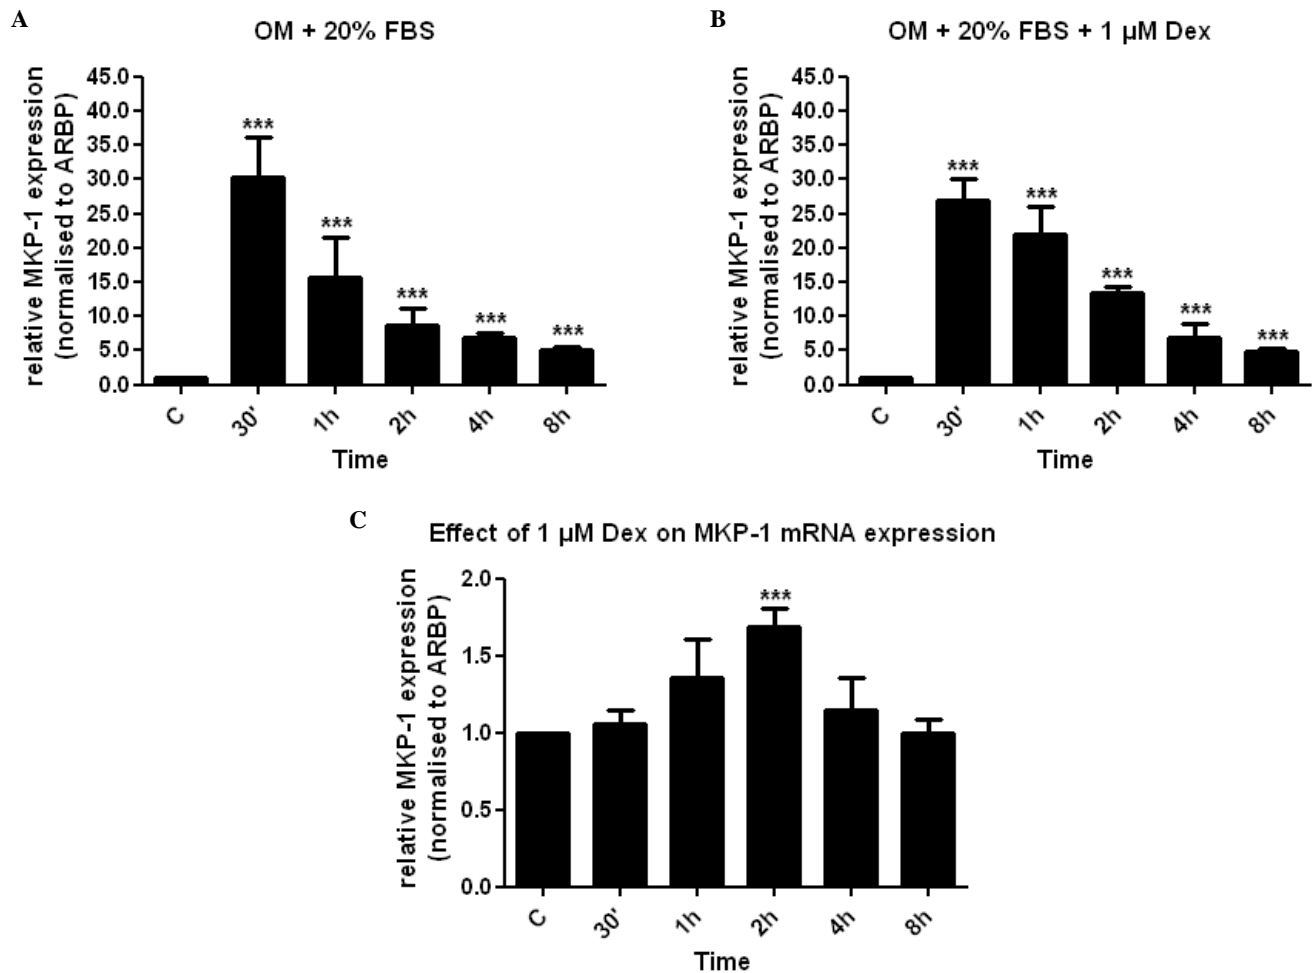 A
OM + 20% FBS
relative MKP-1 expression
(normalised to ARBP)
45.0
40.0
35.0
30.0
25.0
20.0
15.0
10.0
5.0
0.0
***
***
***
***
***
C
30'
1h
2h
4h
8h
Time
B
OM + 20% FBS + 1 µM Dex
relative MKP-1 expression
(normalised to ARBP)
45.0
40.0
35.0
30.0
25.0
20.0
15.0
10.0
5.0
0.0
***
***
***
***
***
C
30'
1h
2h
4h
8h
Time
C
Effect of 1 µM Dex on MKP-1 mRNA expression
relative MKP-1 expression
(normalised to ARBP)
2.0
1.5
1.0
0.5
0.0
***
C
30'
1h
2h
4h
8h
Time